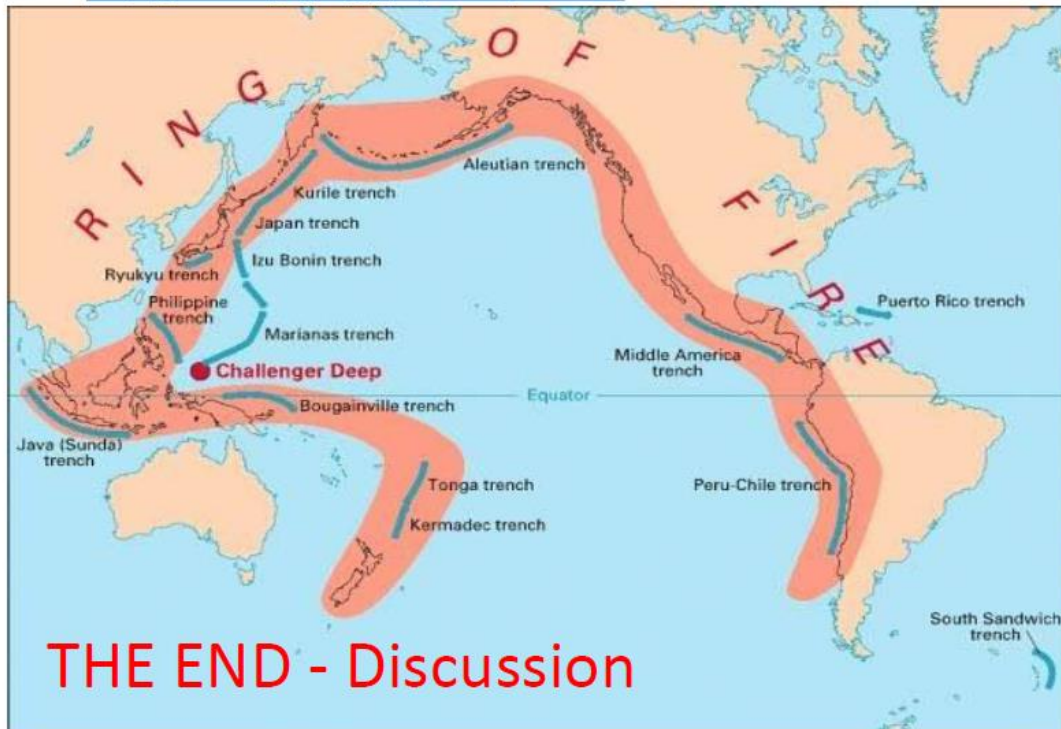 RING OF FIRE
Aleutian trench
Kurile trench
Japan trench
Izu Bonin trench
Ryukyu trench
Philippine
trench
Marianas trench
Challenger Deep
Puerto Rico trench
Middle America
trench
Equator
Bougainville trench
Java (Sunda)
trench
Tonga trench
Kermadec trench
Peru-Chile trench
South Sandwich
trench
THE END - Discussion